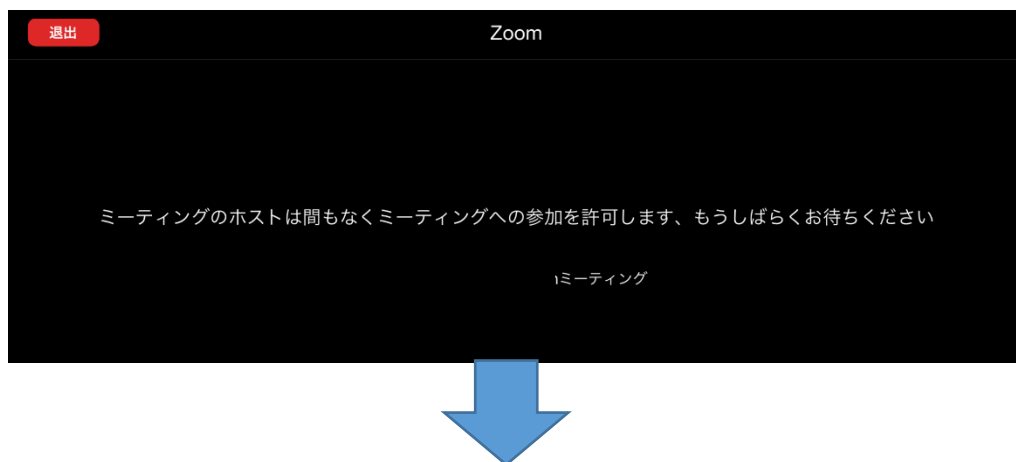 退出
Zoom
ミーティングのホストは間もなくミーティングへの参加を許可します、もうしばらくお待ちください
ミーティング